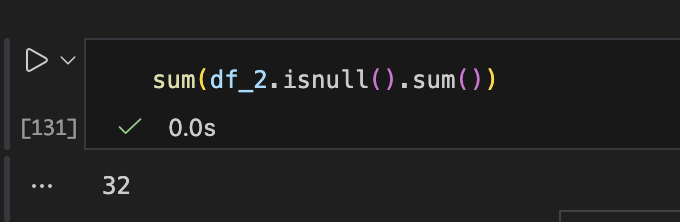 sum(df_2.isnull().sum())
[131]
0.0s
...
32